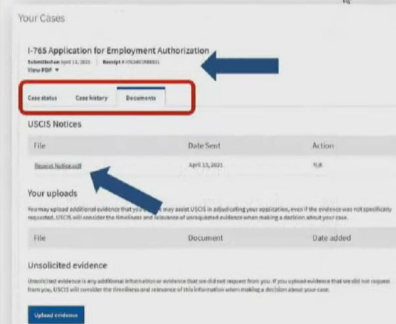 Your Cases
I-765 Application for Employment Authorization
Submitted on April 13, 2021 Receipt #
View PDF
Case status Case history Documents
USCIS Notices
File Date Sent Action
Receipt Notice.pdf April 13, 2021 N/A
Your uploads
You may upload additional evidence that you may assist USCIS in adjudicating your application, even if the evidence was not specifically
requested. USCIS will consider the timeliness and relevance of unrequested evidence when making a decision about your case.
File Document Date added
Unsolicited evidence
Unsolicited evidence is any additional information or evidence that we did not request from you. If you upload evidence that we did not request
from you, USCIS will consider the timeliness and relevance of this information when making a decision about your case.
Upload evidence